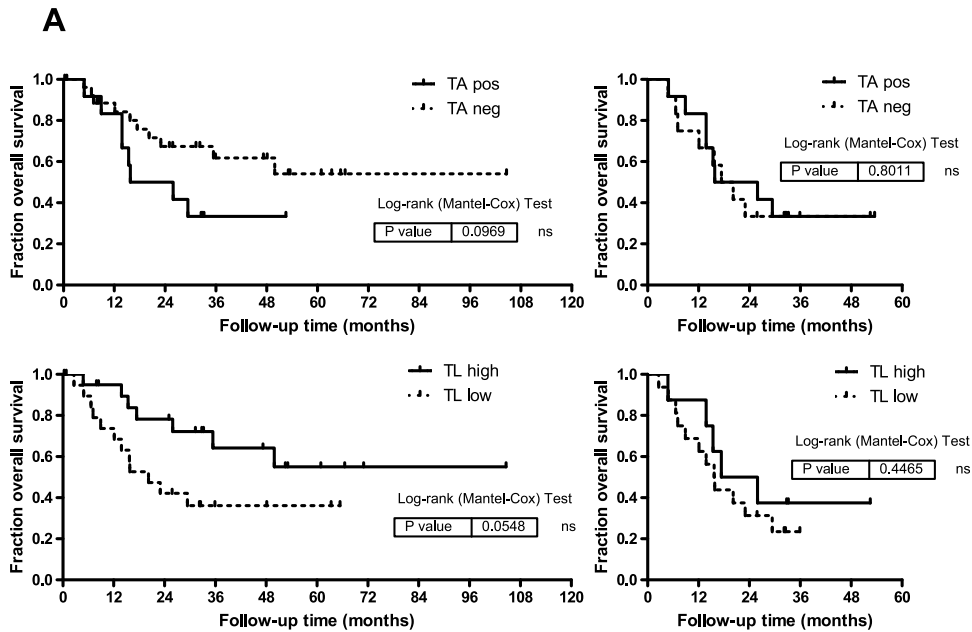 A
TA pos
TA neg
Log-rank (Mantel-Cox) Test
P value 0.0969 ns
Fraction overall survival
1.0
0.8
0.6
0.4
0.2
0.0
0 12 24 36 48 60 72 84 96 108 120
Follow-up time (months)
TA pos
TA neg
Log-rank (Mantel-Cox) Test
P value 0.8011 ns
Fraction overall survival
1.0
0.8
0.6
0.4
0.2
0.0
0 12 24 36 48 60
Follow-up time (months)
TL high
TL low
Log-rank (Mantel-Cox) Test
P value 0.0548 ns
Fraction overall survival
1.0
0.8
0.6
0.4
0.2
0.0
0 12 24 36 48 60 72 84 96 108 120
Follow-up time (months)
TL high
TL low
Log-rank (Mantel-Cox) Test
P value 0.4465 ns
Fraction overall survival
1.0
0.8
0.6
0.4
0.2
0.0
0 12 24 36 48 60
Follow-up time (months)